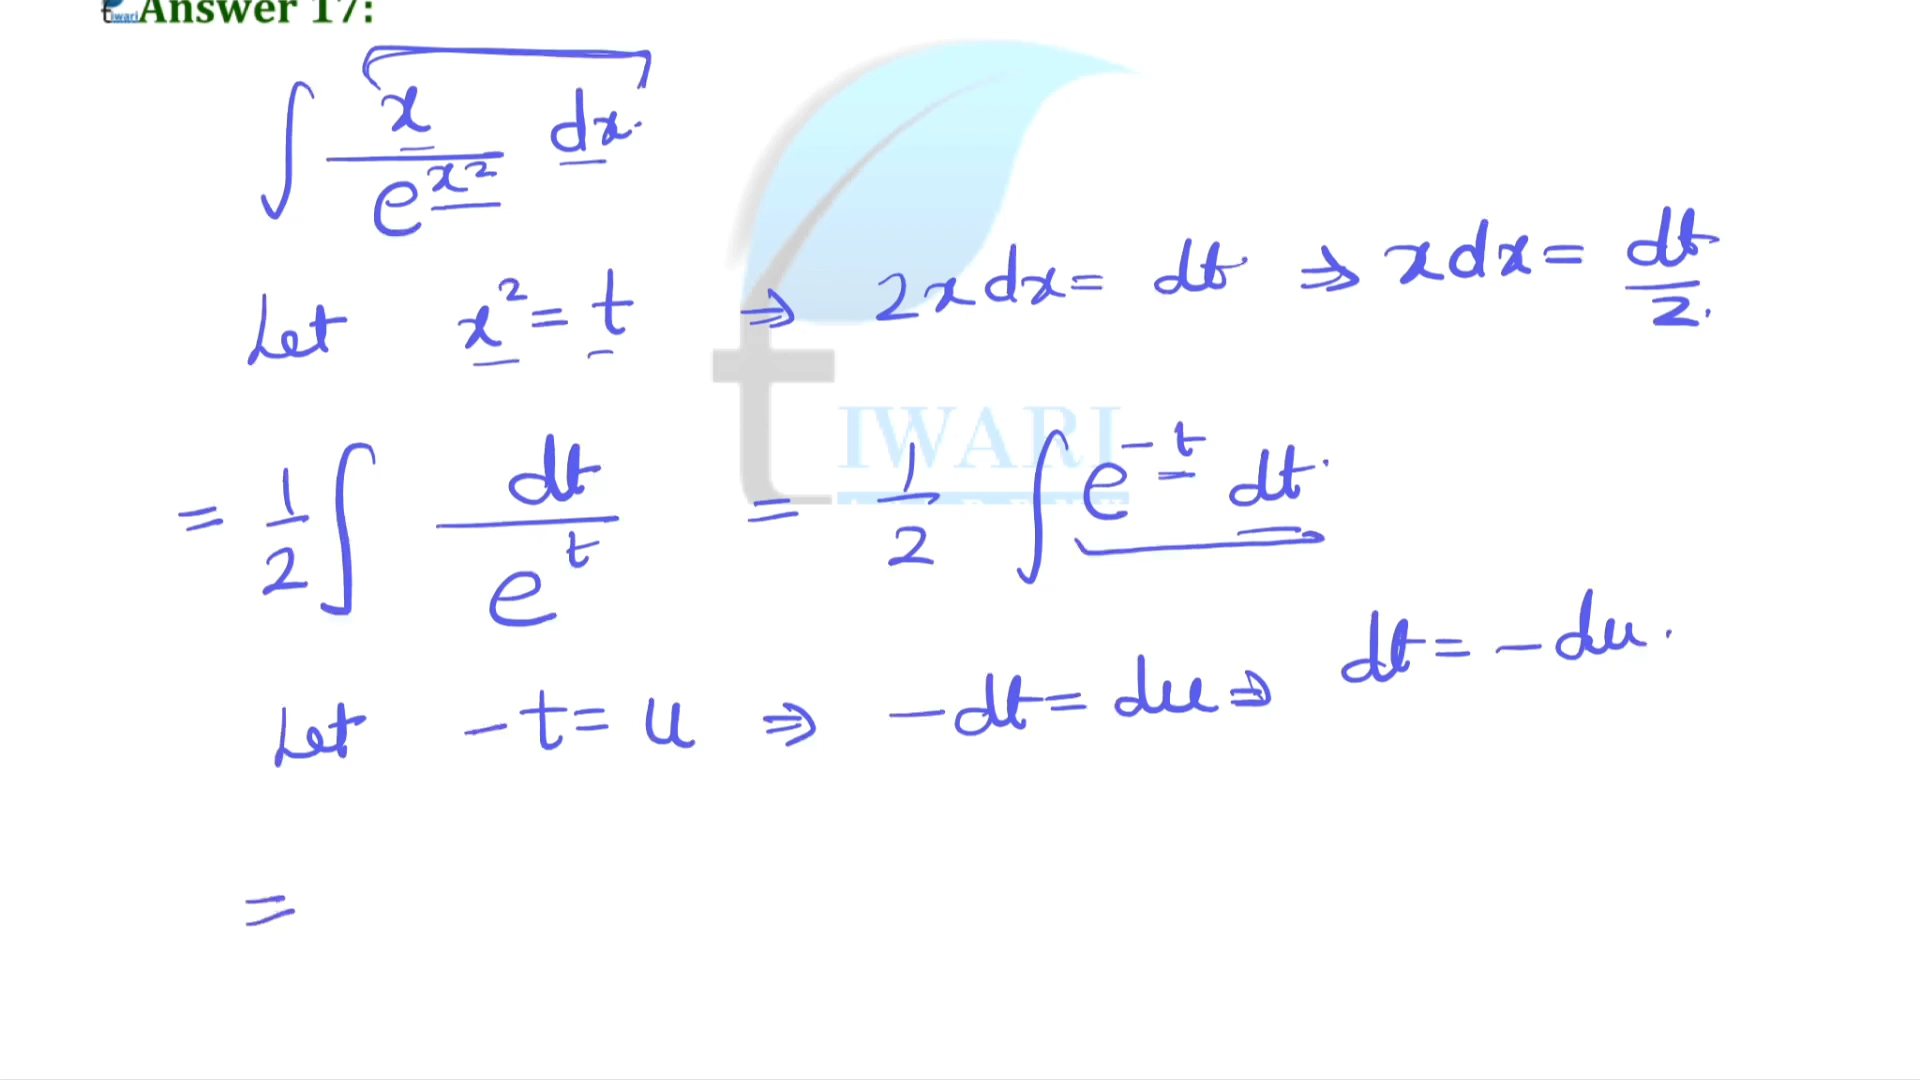 tiwari Answer 17:
∫ x / e^x² dx.
Let x² = t ⇒ 2x dx = dt ⇒ x dx = dt/2.
tIWARI
= 1/2 ∫ dt / e^t = 1/2 ∫ e^-t dt.
Let -t = u ⇒ -dt = du ⇒ dt = -du.
=